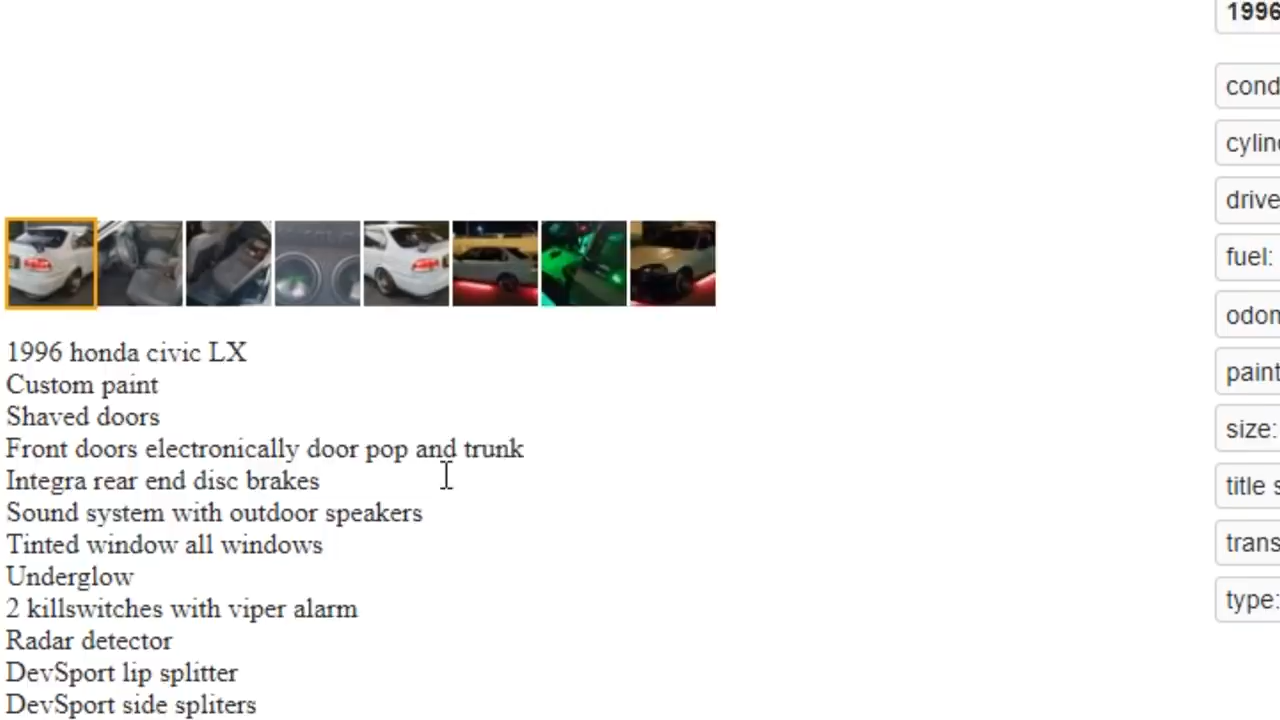 1996
cond
cylin
drive
fuel:
odon
paint
size:
title s
trans
type:
1996 honda civic LX
Custom paint
Shaved doors
Front doors electronically door pop and trunk
Integra rear end disc brakes
Sound system with outdoor speakers
Tinted window all windows
Underglow
2 killswitches with viper alarm
Radar detector
DevSport lip splitter
DevSport side spliters